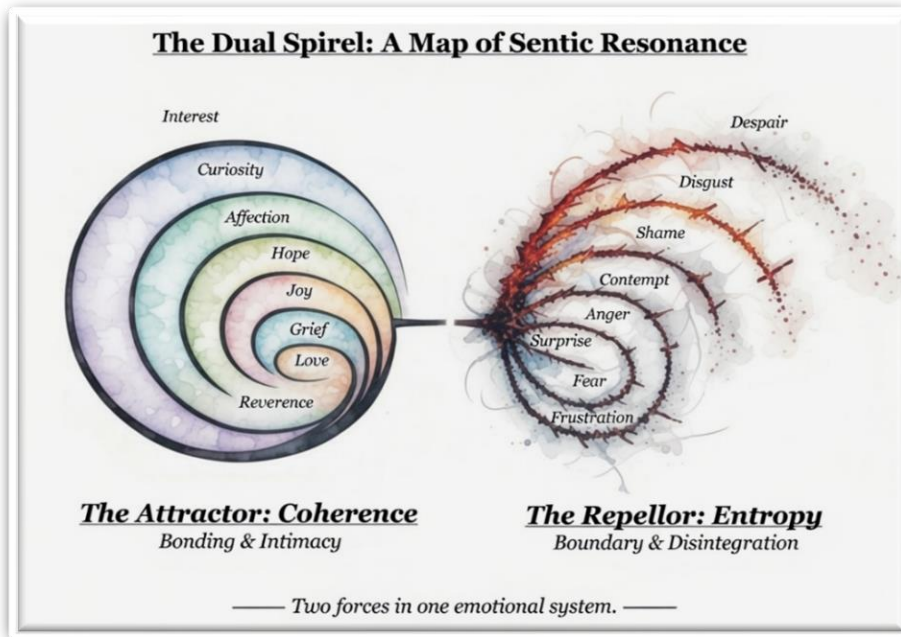 The Dual Spirel: A Map of Sentic Resonance
Interest
Curiosity
Affection
Hope
Joy
Grief
Love
Reverence
Despair
Disgust
Shame
Contempt
Anger
Surprise
Fear
Frustration
The Attractor: Coherence
Bonding & Intimacy
The Repellor: Entropy
Boundary & Disintegration
Two forces in one emotional system.